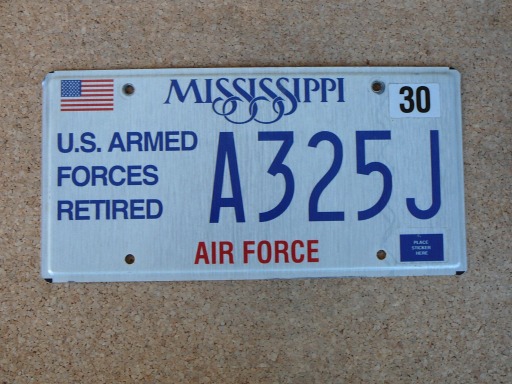 MISSISSIPPI
30
U.S. ARMED
FORCES
RETIRED
A325J
AIR FORCE
PLACE
STICKER
HERE